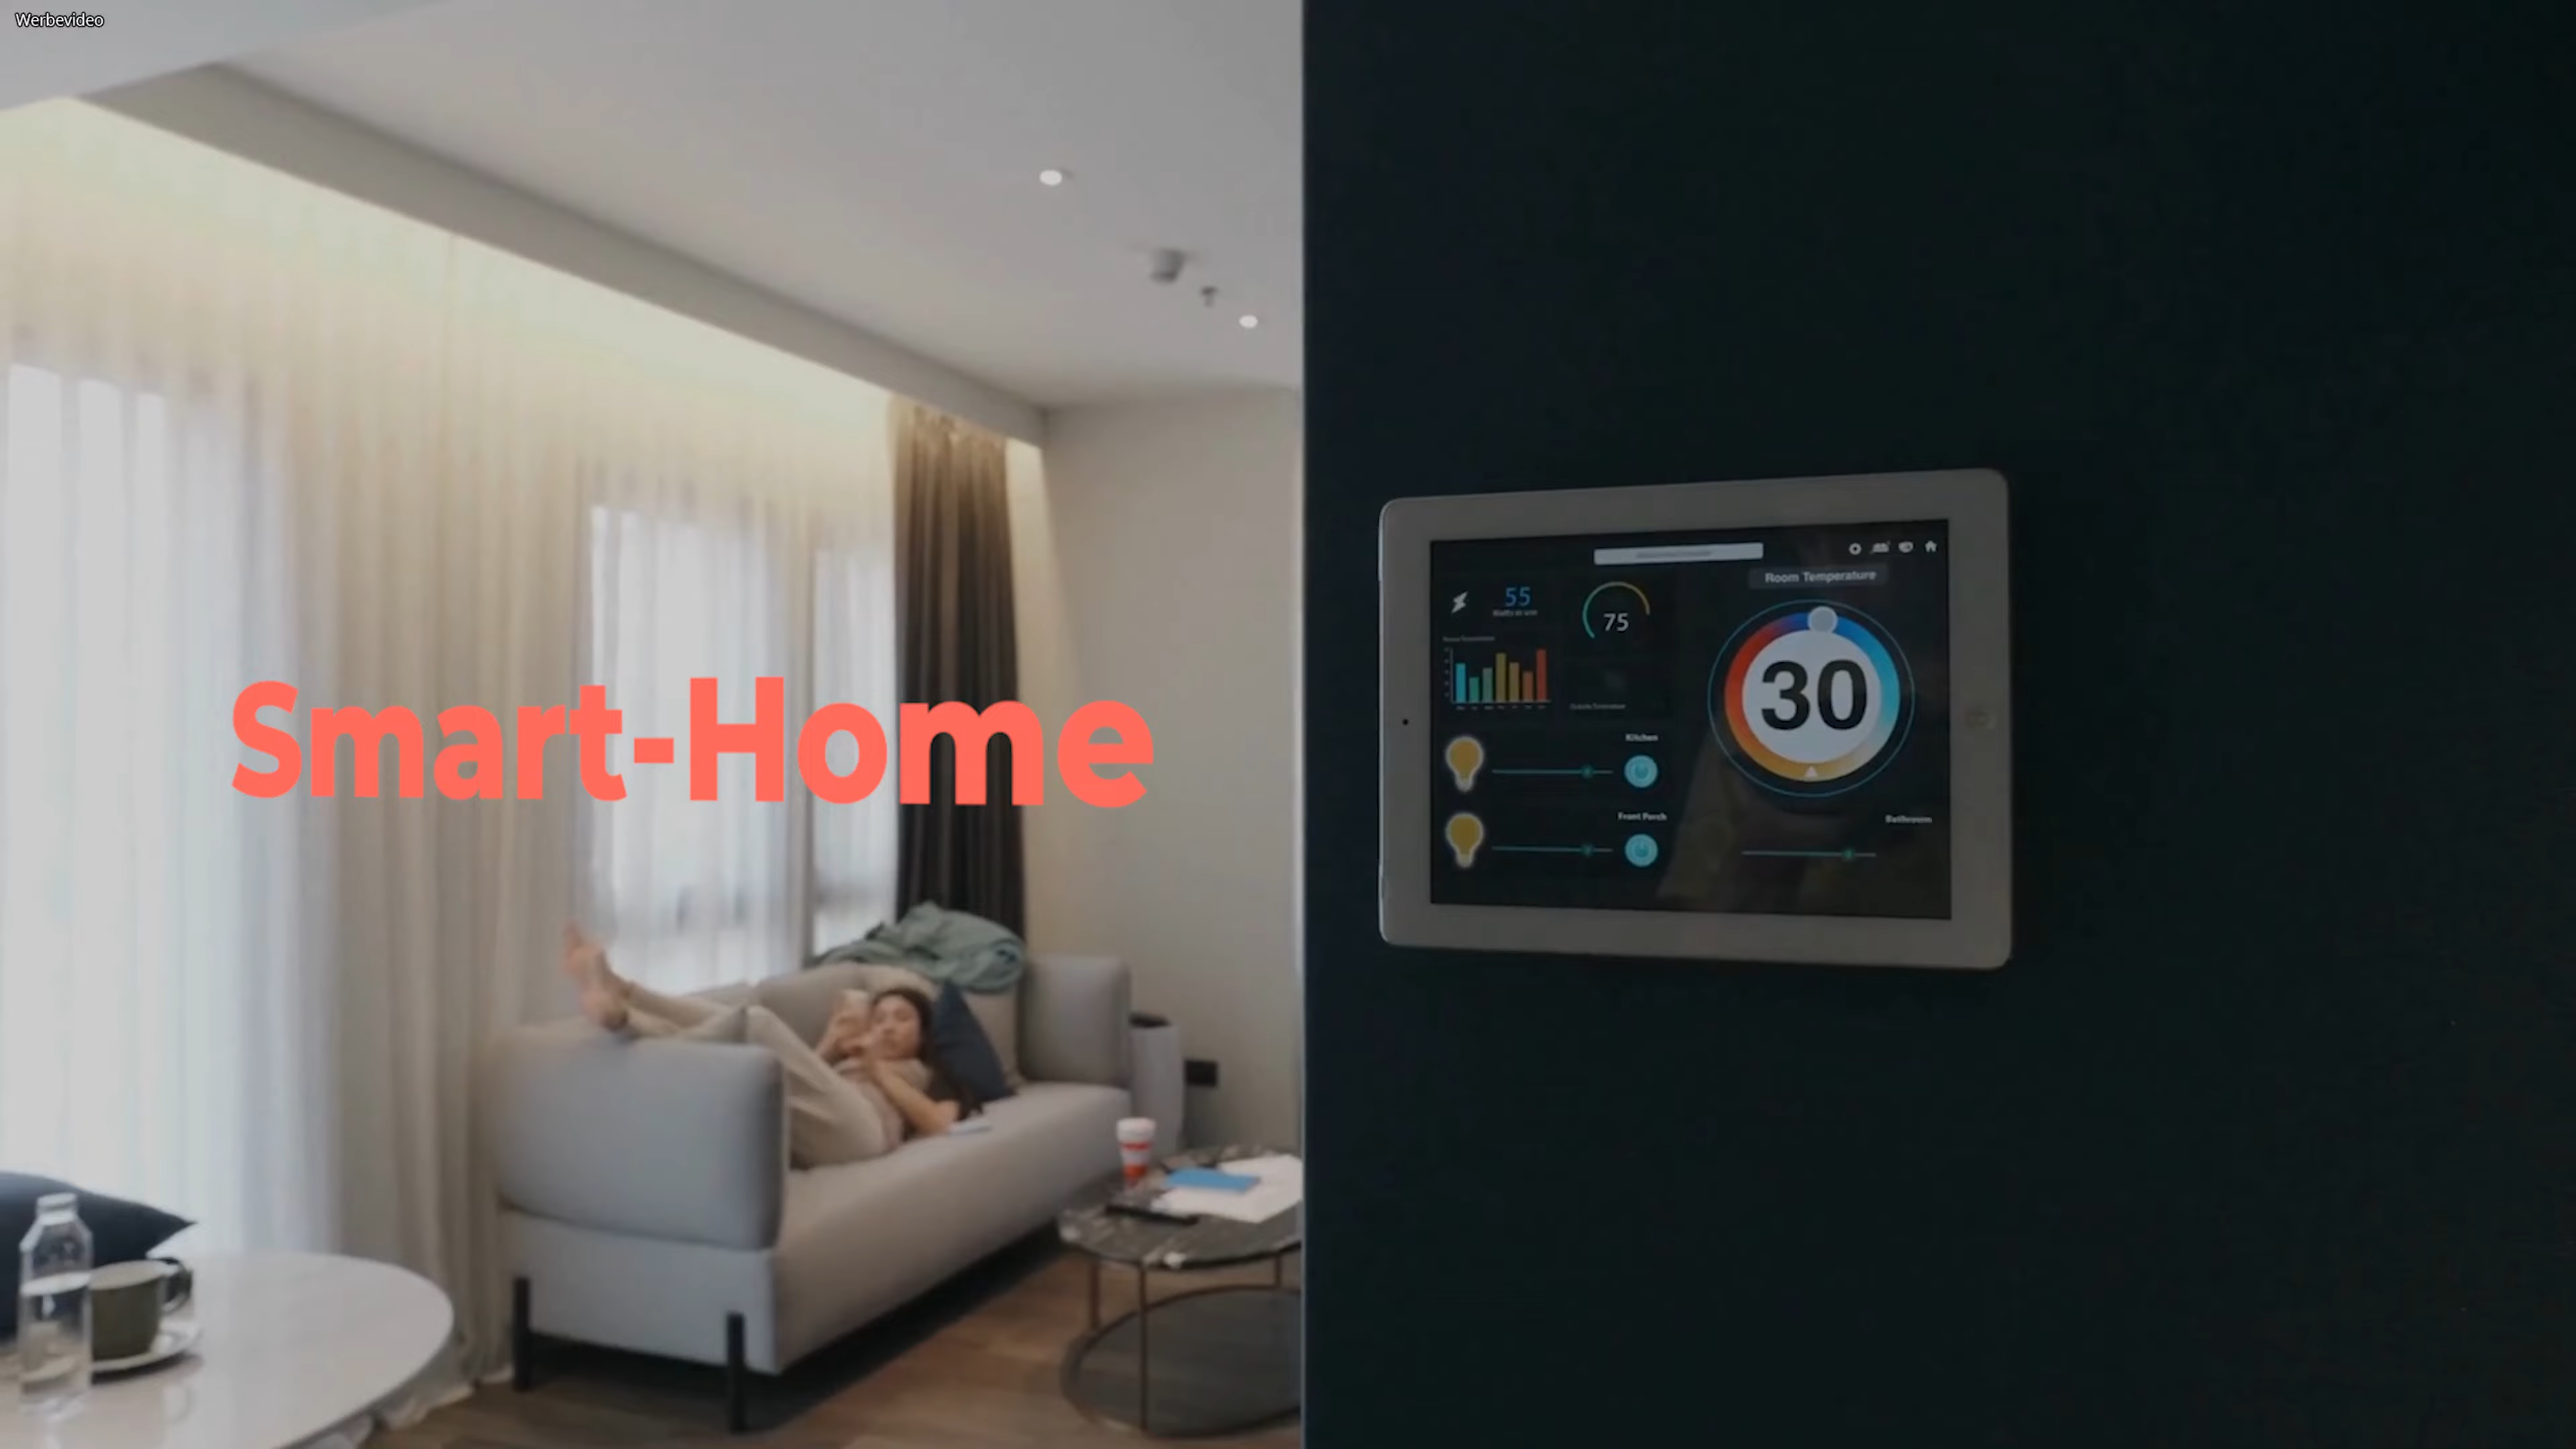 Werbevideo
Smart-Home
Room Temperature
55
75
30
Kitchen
Front Porch
Bathroom